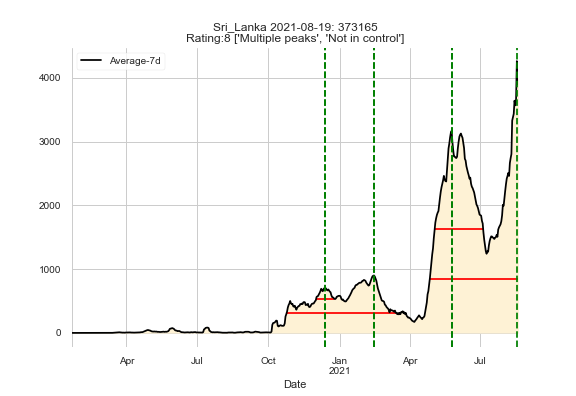 Sri_Lanka 2021-08-19: 373165
Rating:8 ['Multiple peaks', 'Not in control']
Average-7d
4000
3000
2000
1000
0
Apr
Jul
Oct
Jan
2021
Apr
Jul
Date